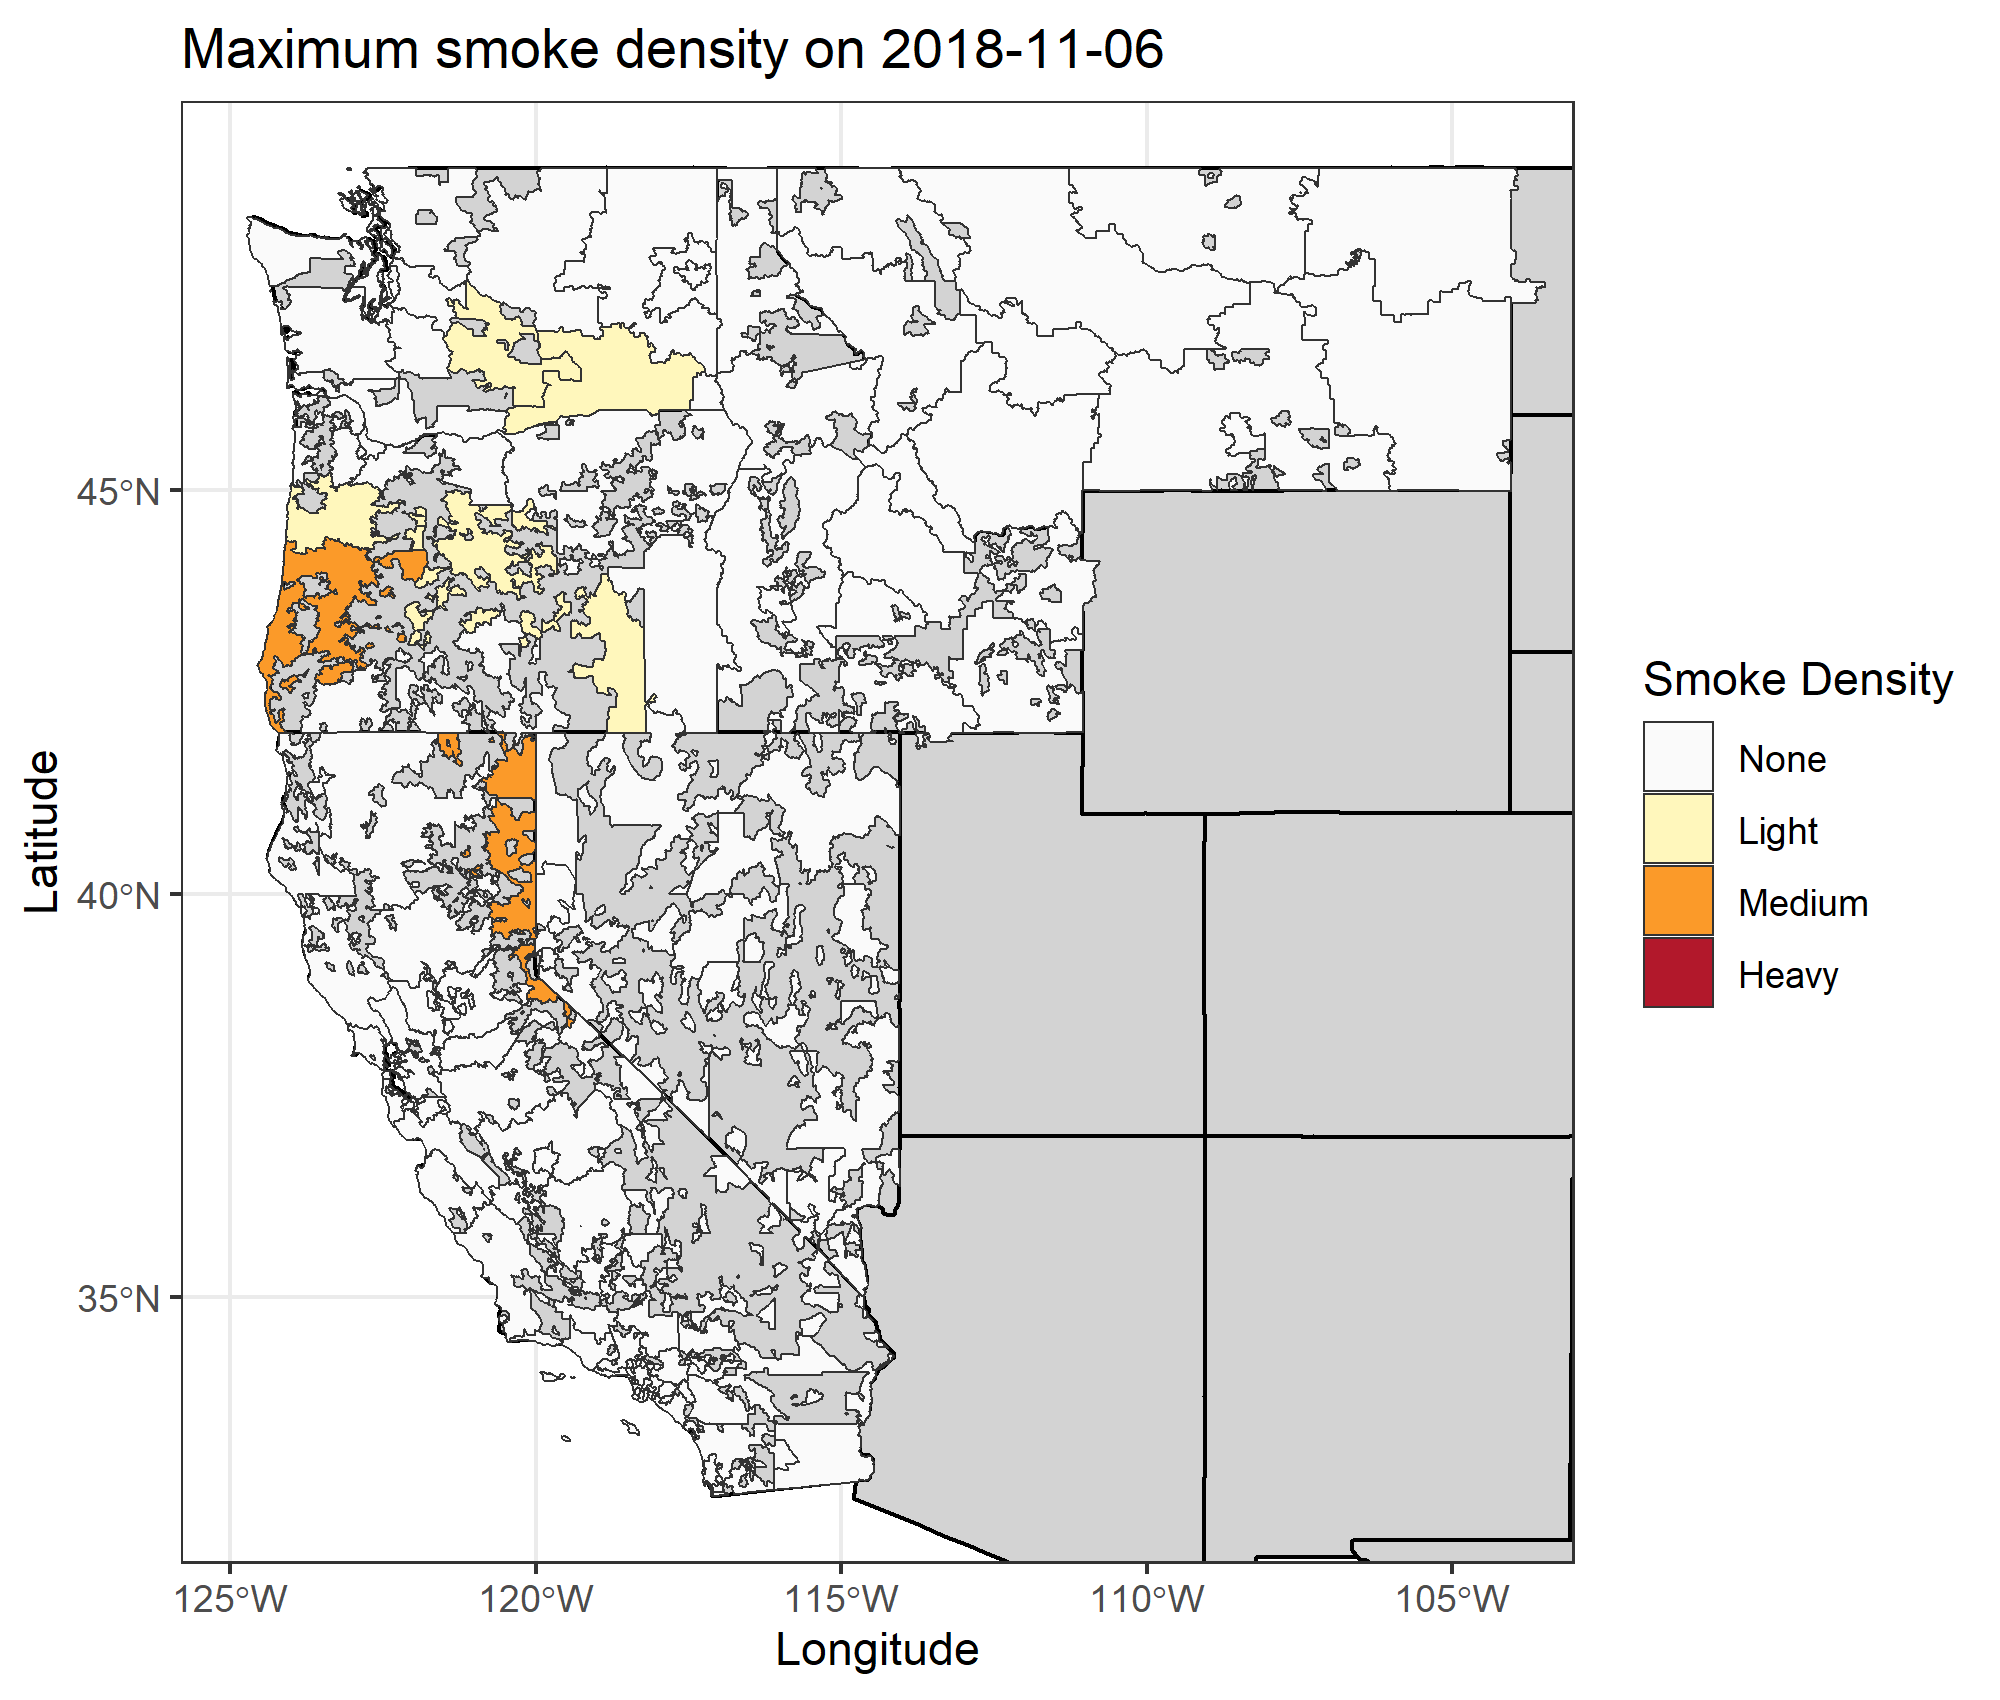 Maximum smoke density on 2018-11-06
45°N
40°N
35°N
Latitude
125°W
120°W
115°W
110°W
105°W
Longitude
Smoke Density
None
Light
Medium
Heavy